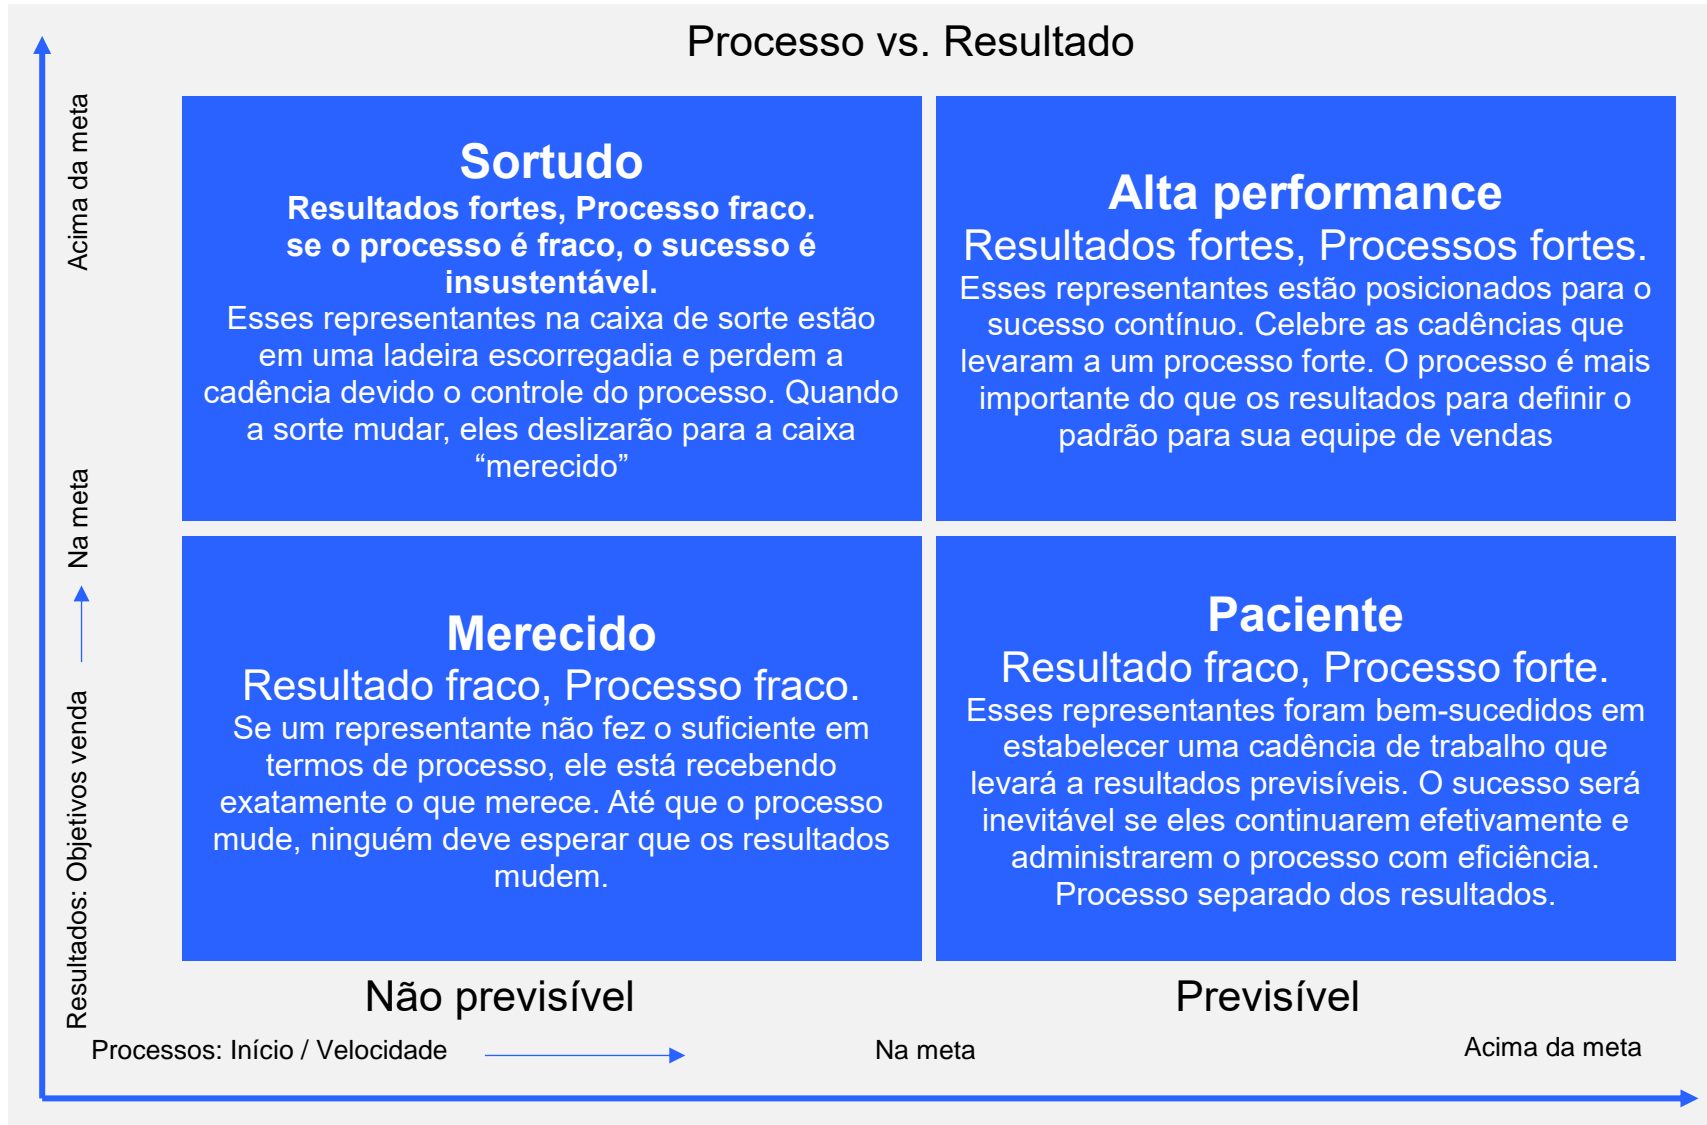 Processo vs. Resultado
Acima da meta
Na meta
Resultados: Objetivos venda
Sortudo
Resultados fortes, Processo fraco.
se o processo é fraco, o sucesso é
insustentável.
Esses representantes na caixa de sorte estão
em uma ladeira escorregadia e perdem a
cadência devido o controle do processo. Quando
a sorte mudar, eles deslizarão para a caixa
“merecido”
Alta performance
Resultados fortes, Processos fortes.
Esses representantes estão posicionados para o
sucesso contínuo. Celebre as cadências que
levaram a um processo forte. O processo é mais
importante do que os resultados para definir o
padrão para sua equipe de vendas
Merecido
Resultado fraco, Processo fraco.
Se um representante não fez o suficiente em
termos de processo, ele está recebendo
exatamente o que merece. Até que o processo
mude, ninguém deve esperar que os resultados
mudem.
Paciente
Resultado fraco, Processo forte.
Esses representantes foram bem-sucedidos em
estabelecer uma cadência de trabalho que
levará a resultados previsíveis. O sucesso será
inevitável se eles continuarem efetivamente e
administrarem o processo com eficiência.
Processo separado dos resultados.
Não previsível
Previsível
Processos: Início / Velocidade
Na meta
Acima da meta